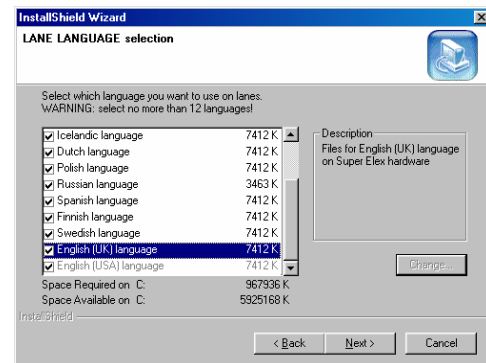 InstallShield Wizard
LANE LANGUAGE selection
Select which language you want to use on lanes.
WARNING: select no more than 12 languages!
Icelandic language 7412 K
Dutch language 7412 K
Polish language 7412 K
Russian language 3463 K
Spanish language 7412 K
Finnish language 7412 K
Swedish language 7412 K
English (UK) language 7412 K
English (USA) language 7412 K
Description
Files for English (UK) language
on Super Elex hardware
Change...
Space Required on C: 967936 K
Space Available on C: 5925168 K
InstallShield
< Back Next > Cancel